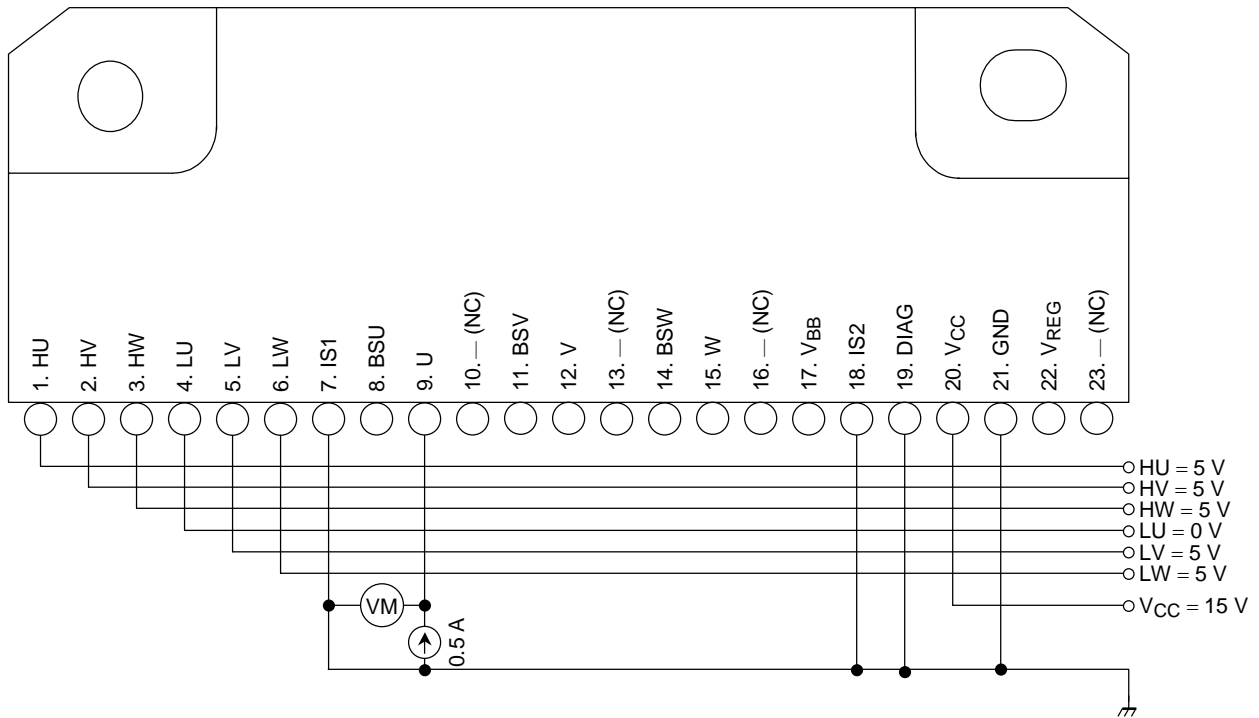 1. HU
2. HV
3. HW
4. LU
5. LV
6. LW
7. IS1
8. BSU
9. U
10. — (NC)
11. BSV
12. V
13. — (NC)
14. BSW
15. W
16. — (NC)
17. VBB
18. IS2
19. DIAG
20. VCC
21. GND
22. VREG
23. — (NC)
HU = 5 V
HV = 5 V
HW = 5 V
LU = 0 V
LV = 5 V
LW = 5 V
VCC = 15 V
VM
0.5 A